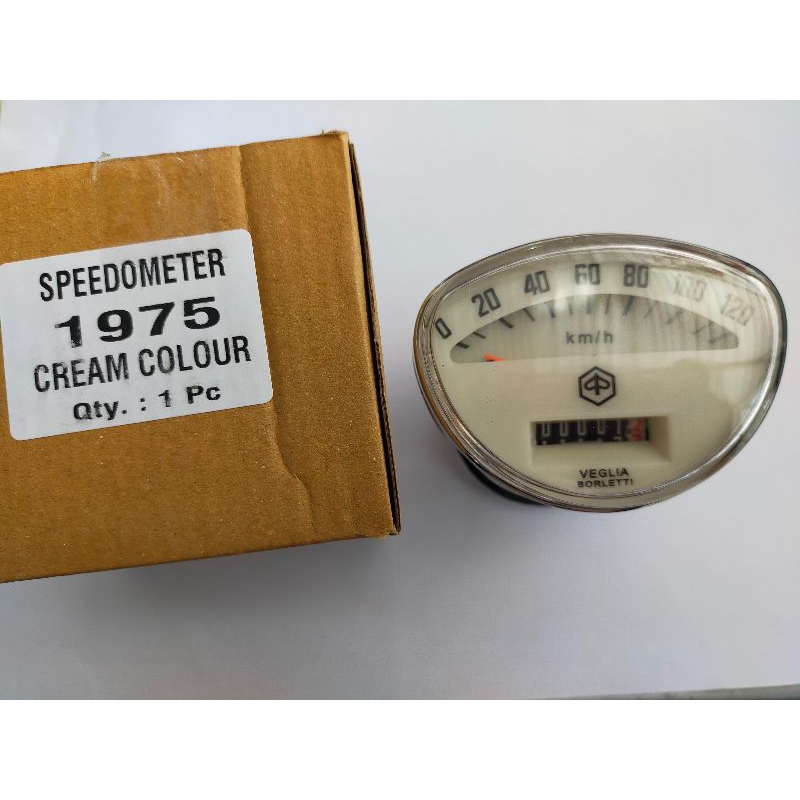 SPEEDOMETER
1975
CREAM COLOUR
Qty. : 1 Pc
0 20 40 60 80 100 120
km/h
VEGLIA
BORLETTI